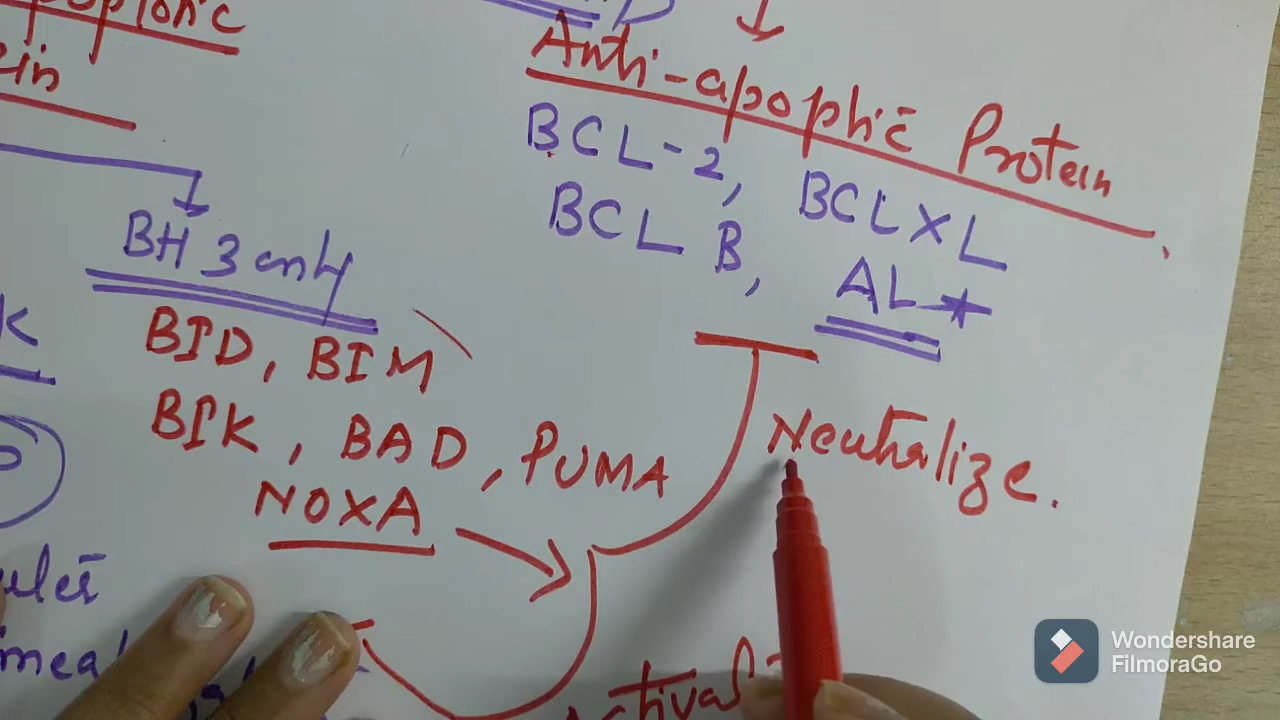 Anti-apophic Protein
BCL-2, BCLXL
BCL B, AL
BH 3 only
BID, BIM
BIK, BAD, PUMA
NOXA
Neutralize.
Wondershare
FilmoraGo